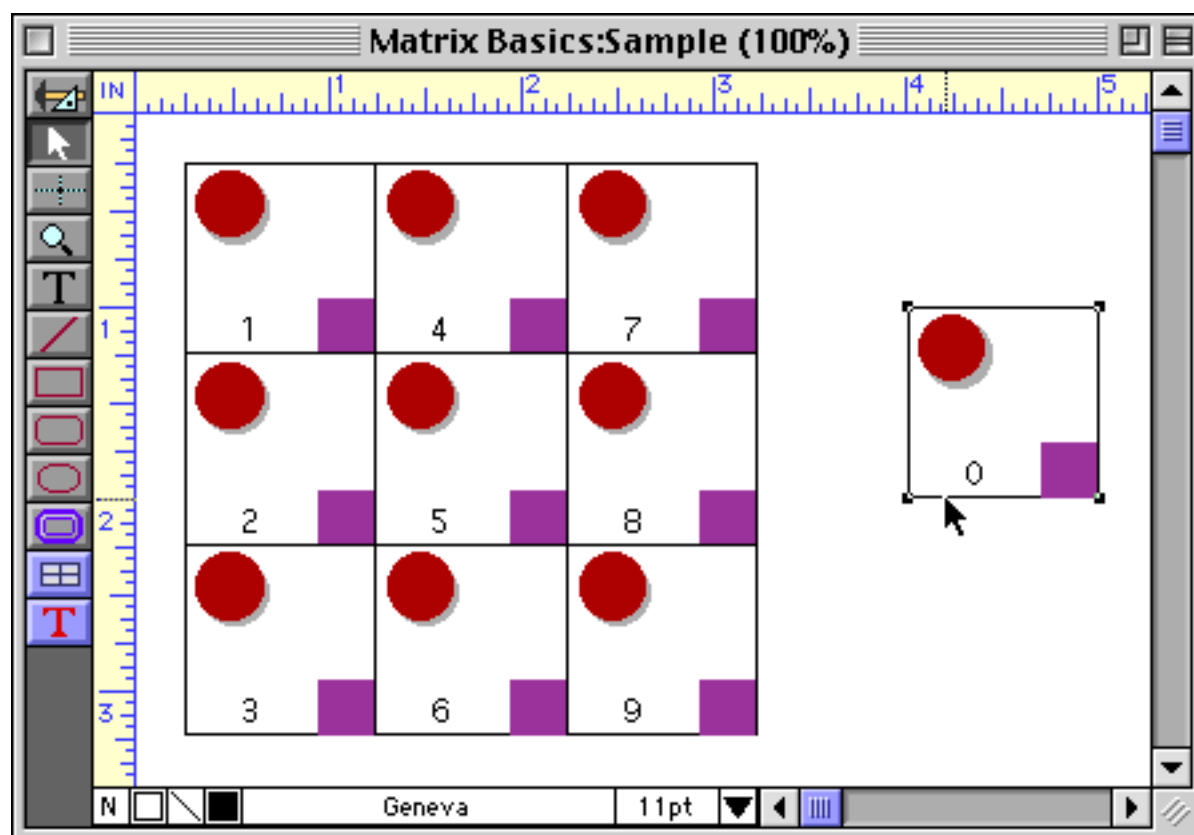 Matrix Basics:Sample (100%)
IN 1 2 3 4 5
T
1 4 7
1
0
2 5 8
2
T
3 6 9
3
N Geneva 11pt